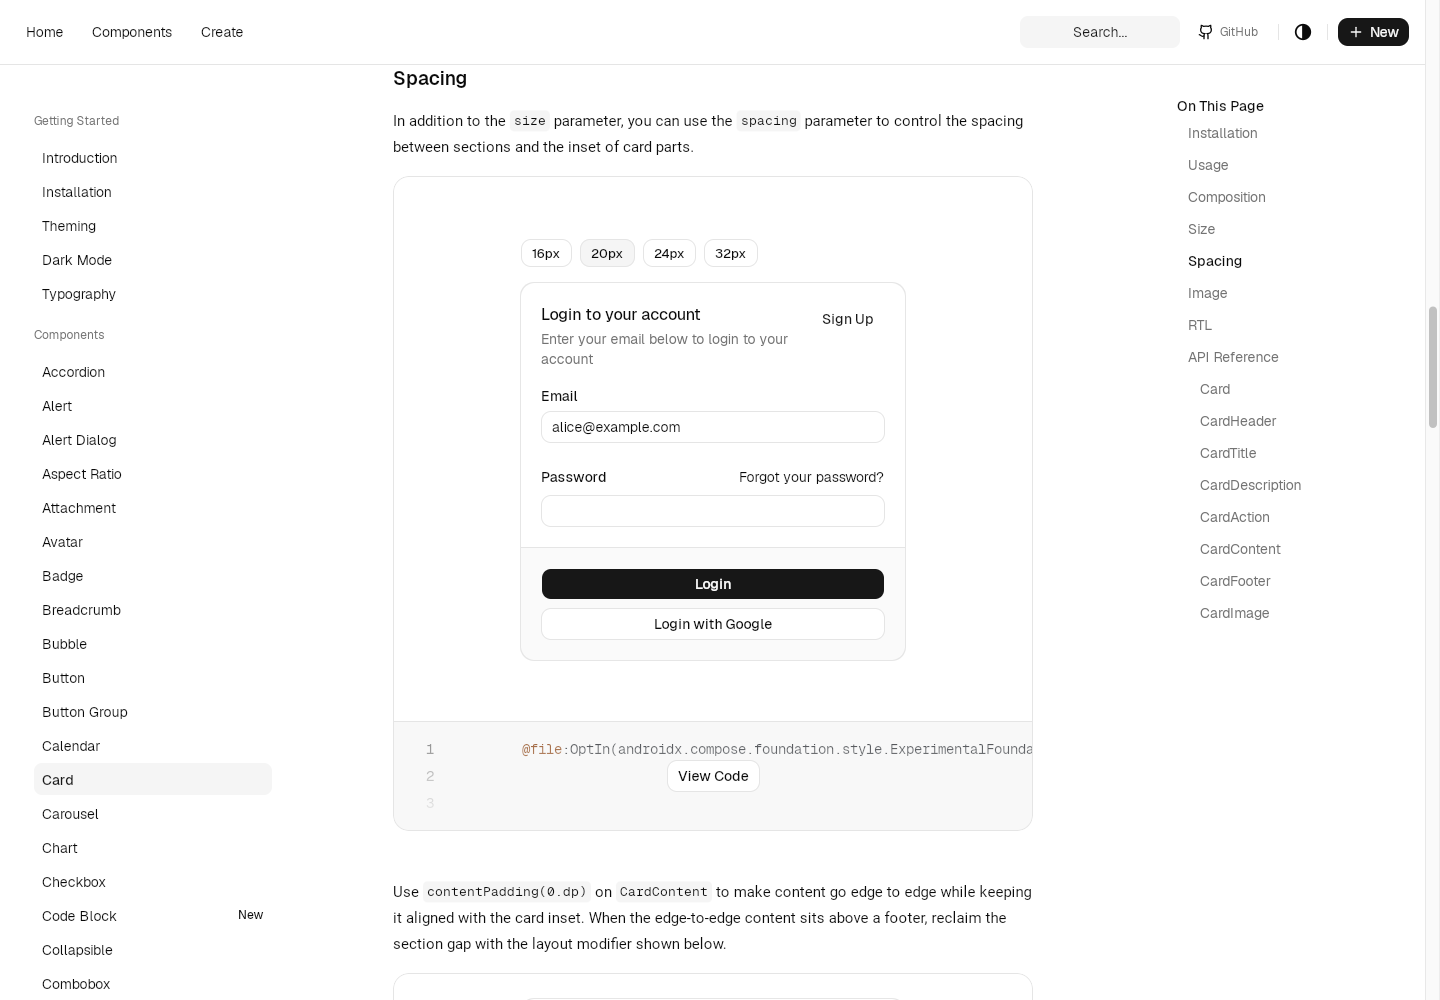 Home
Components
Create
Search...
GitHub
New
Getting Started
Introduction
Installation
Theming
Dark Mode
Typography
Components
Accordion
Alert
Alert Dialog
Aspect Ratio
Attachment
Avatar
Badge
Breadcrumb
Bubble
Button
Button Group
Calendar
Card
Carousel
Chart
Checkbox
Code Block New
Collapsible
Combobox
Spacing
In addition to the size parameter, you can use the spacing parameter to control the spacing
between sections and the inset of card parts.
16px 20px 24px 32px
Login to your account
Sign Up
Enter your email below to login to your
account
Email
alice@example.com
Password
Forgot your password?
Login
Login with Google
1 @file:OptIn(androidx.compose.foundation.style.ExperimentalFounda
2
View Code
3
Use contentPadding(0.dp) on CardContent to make content go edge to edge while keeping
it aligned with the card inset. When the edge-to-edge content sits above a footer, reclaim the
section gap with the layout modifier shown below.
On This Page
Installation
Usage
Composition
Size
Spacing
Image
RTL
API Reference
Card
CardHeader
CardTitle
CardDescription
CardAction
CardContent
CardFooter
CardImage